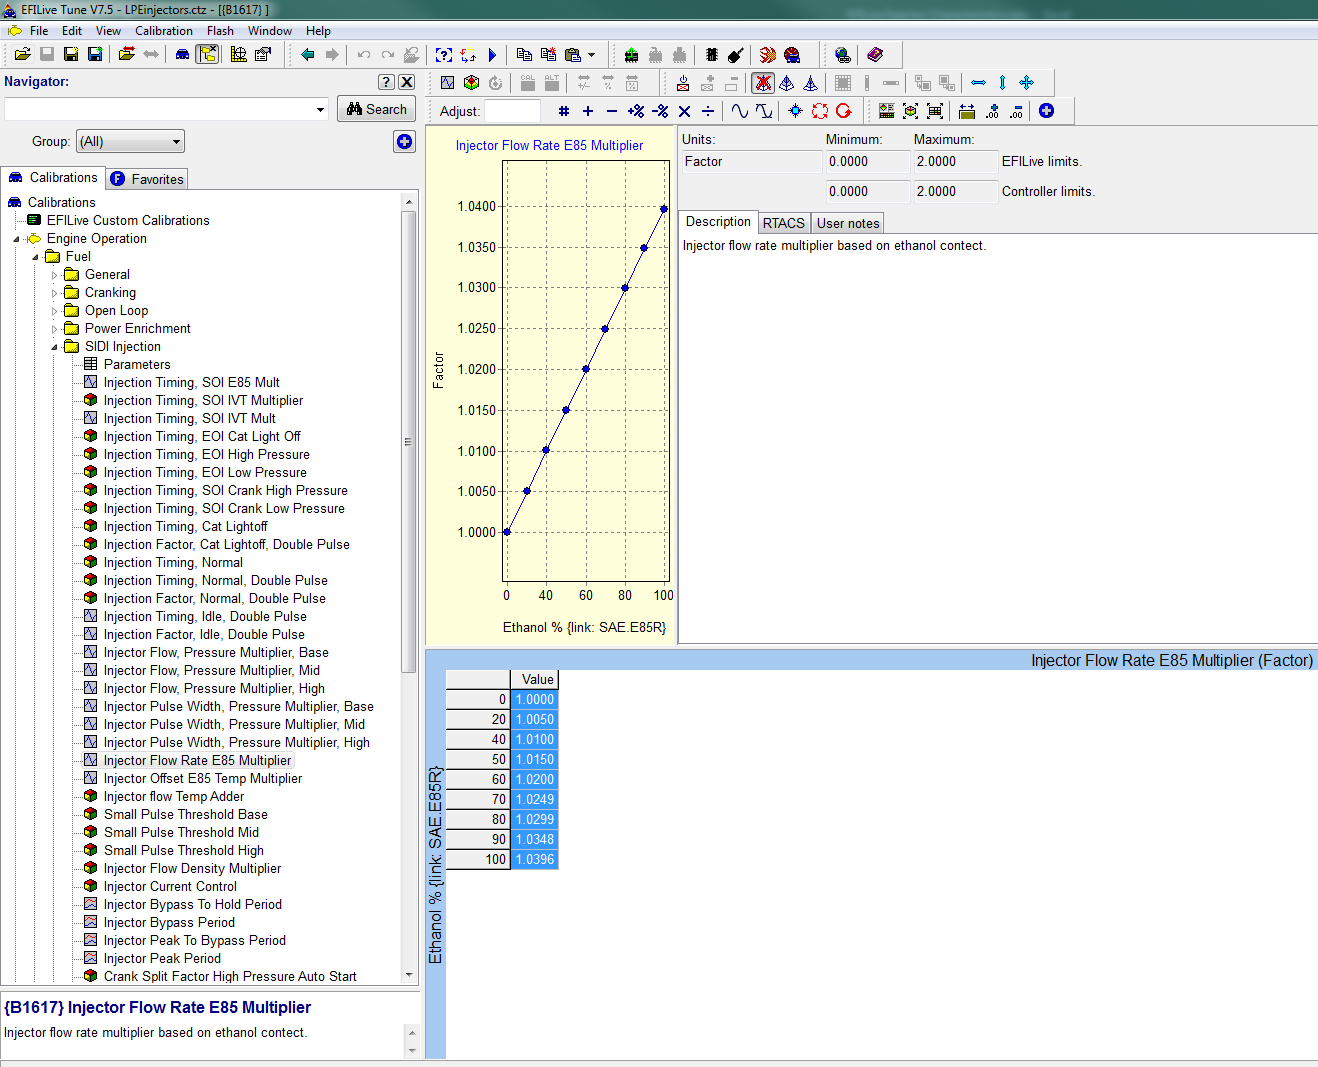 EFILive Tune V7.5 - LPEinjectors.ctz - [{B1617} ]
File Edit View Calibration Flash Window Help
Navigator:
Search
Group: (All)
Calibrations
Favorites
Calibrations
EFILive Custom Calibrations
Engine Operation
Fuel
General
Cranking
Open Loop
Power Enrichment
SIDI Injection
Parameters
Injection Timing, SOI E85 Mult
Injection Timing, SOI IVT Multiplier
Injection Timing, SOI IVT Mult
Injection Timing, EOI Cat Light Off
Injection Timing, EOI High Pressure
Injection Timing, EOI Low Pressure
Injection Timing, SOI Crank High Pressure
Injection Timing, SOI Crank Low Pressure
Injection Timing, Cat Lightoff
Injection Factor, Cat Lightoff, Double Pulse
Injection Timing, Normal
Injection Timing, Normal, Double Pulse
Injection Factor, Normal, Double Pulse
Injection Timing, Idle, Double Pulse
Injection Factor, Idle, Double Pulse
Injector Flow, Pressure Multiplier, Base
Injector Flow, Pressure Multiplier, Mid
Injector Flow, Pressure Multiplier, High
Injector Pulse Width, Pressure Multiplier, Base
Injector Pulse Width, Pressure Multiplier, Mid
Injector Pulse Width, Pressure Multiplier, High
Injector Flow Rate E85 Multiplier
Injector Offset E85 Temp Multiplier
Injector flow Temp Adder
Small Pulse Threshold Base
Small Pulse Threshold Mid
Small Pulse Threshold High
Injector Flow Density Multiplier
Injector Current Control
Injector Bypass To Hold Period
Injector Bypass Period
Injector Peak To Bypass Period
Injector Peak Period
Crank Split Factor High Pressure Auto Start
{B1617} Injector Flow Rate E85 Multiplier
Injector flow rate multiplier based on ethanol contect.
CAL ALT
Adjust:
Injector Flow Rate E85 Multiplier
1.0400
1.0350
1.0300
1.0250
1.0200
1.0150
1.0100
1.0050
1.0000
Factor
0 40 60 80 100
Ethanol % {link: SAE.E85R}
Units: Minimum: Maximum:
Factor 0.0000 2.0000 EFILive limits.
0.0000 2.0000 Controller limits.
Description RTACS User notes
Injector flow rate multiplier based on ethanol contect.
Injector Flow Rate E85 Multiplier (Factor)
Ethanol % {link: SAE.E85R}
Value
0 1.0000
20 1.0050
40 1.0100
50 1.0150
60 1.0200
70 1.0249
80 1.0299
90 1.0348
100 1.0396